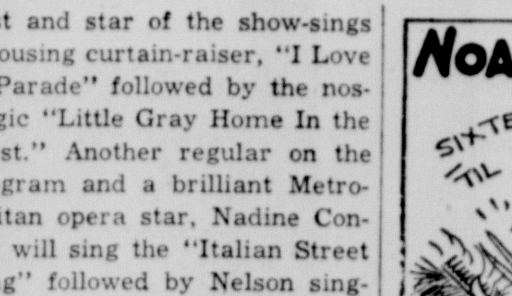 st and star of the show-sings
ousing curtain-raiser, "I Love
Parade" followed by the nos-
gic "Little Gray Home In the
st." Another regular on the
gram and a brilliant Metro-
itan opera star, Nadine Con-
will sing the "Italian Street
g" followed by Nelson sing-
NOA
SIXTE
'TIL